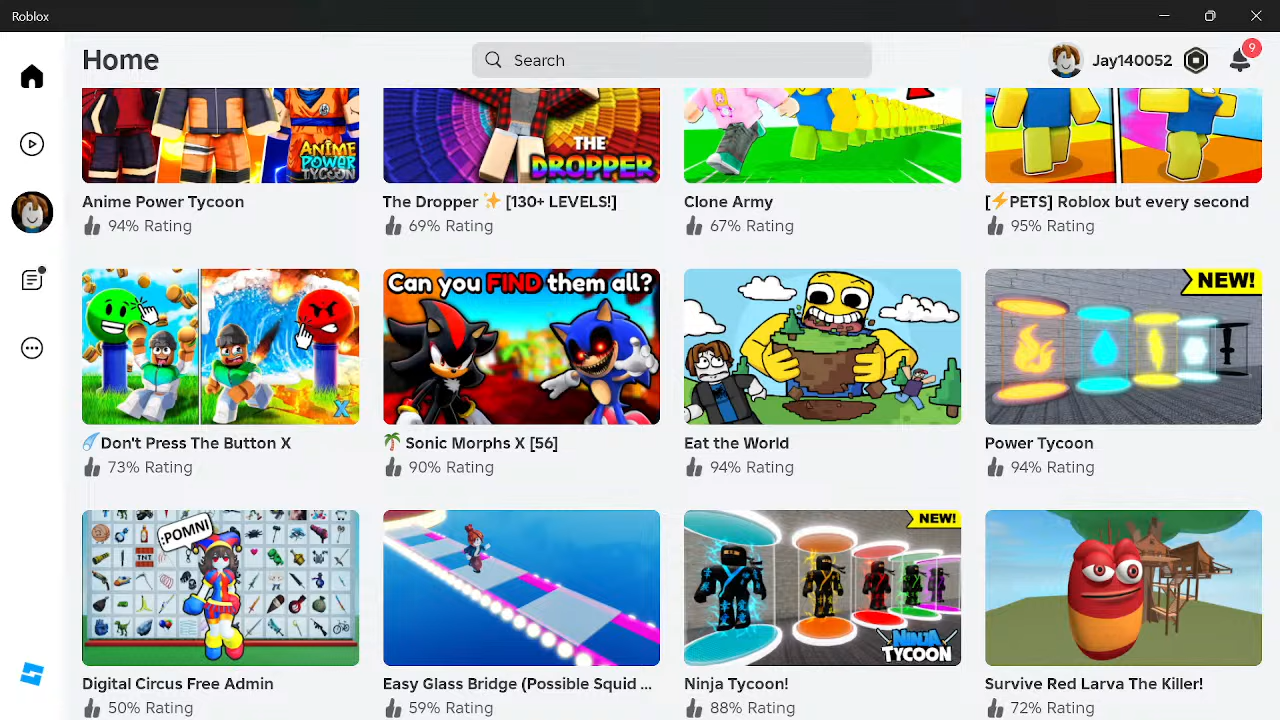 Roblox
Home
Search
Jay140052
9
ANIME
POWER
TYCOON
THE
DROPPER
Anime Power Tycoon
94% Rating
The Dropper ✨ [130+ LEVELS!]
69% Rating
Clone Army
67% Rating
[⚡PETS] Roblox but every second
95% Rating
X
Can you FIND them all?
NEW!
Don't Press The Button X
73% Rating
🌴 Sonic Morphs X [56]
90% Rating
Eat the World
94% Rating
Power Tycoon
94% Rating
:POMNI
TNT
NEW!
NINJA
TYCOON
Digital Circus Free Admin
50% Rating
Easy Glass Bridge (Possible Squid ...
59% Rating
Ninja Tycoon!
88% Rating
Survive Red Larva The Killer!
72% Rating